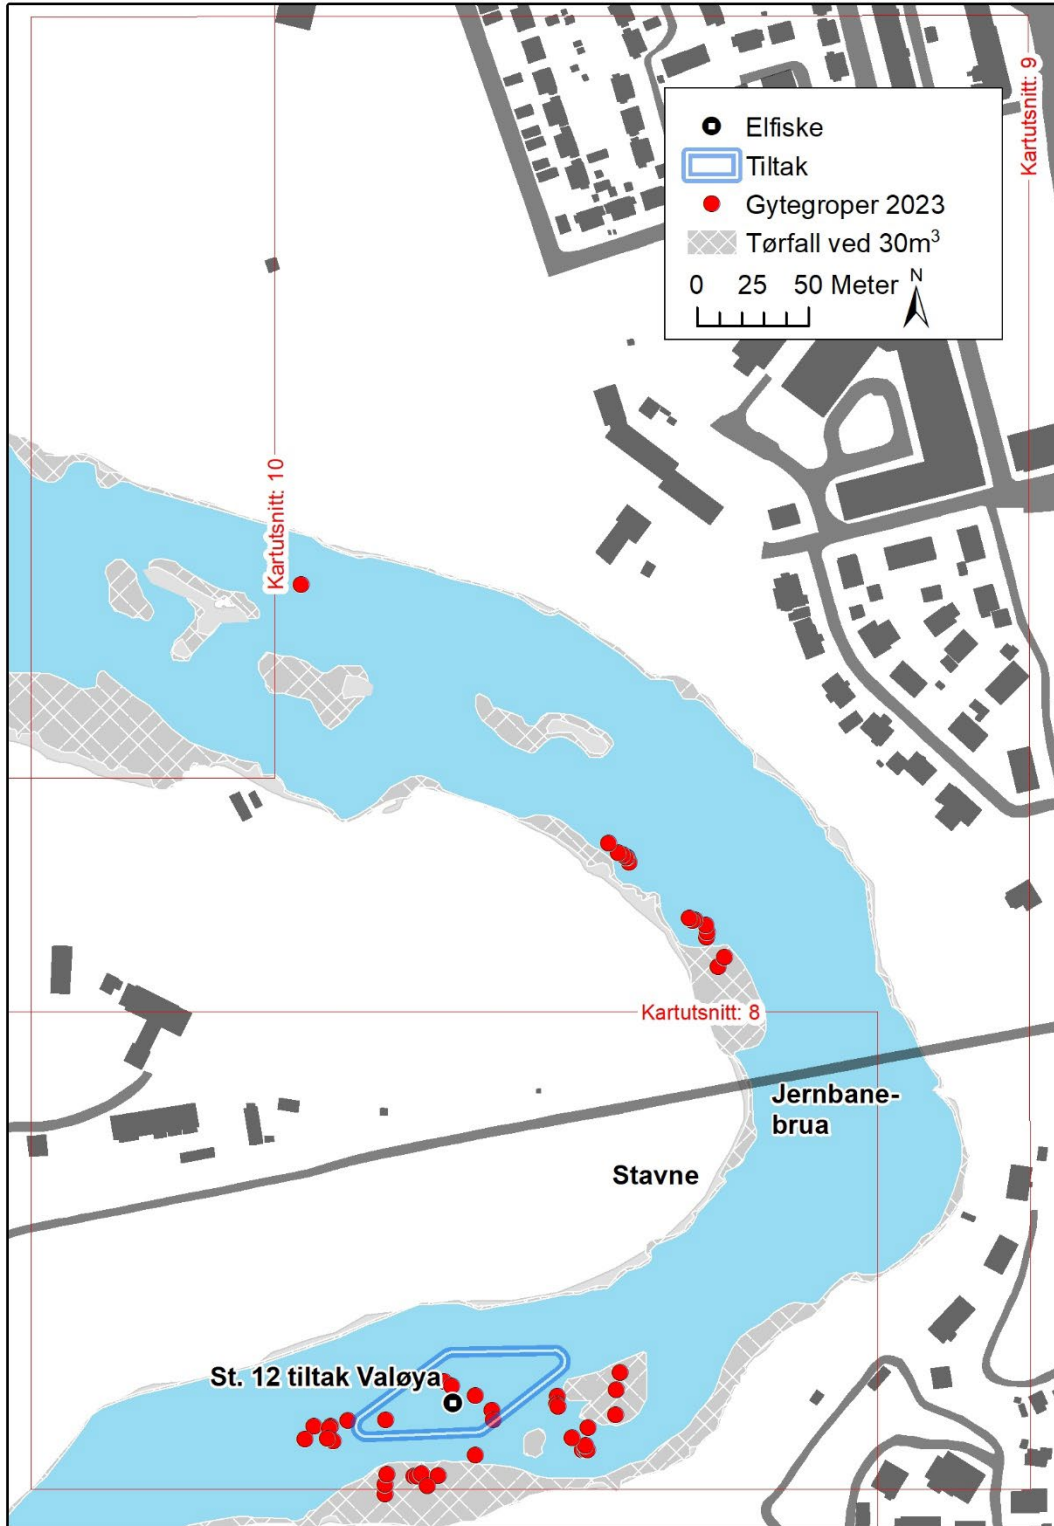 Kartutsnitt: 9
Elfiske
Tiltak
Gytegroper 2023
Tørfall ved 30m³
0 25 50 Meter
N
Kartutsnitt: 10
Kartutsnitt: 8
Jernbane-
brua
Stavne
St. 12 tiltak Valøya